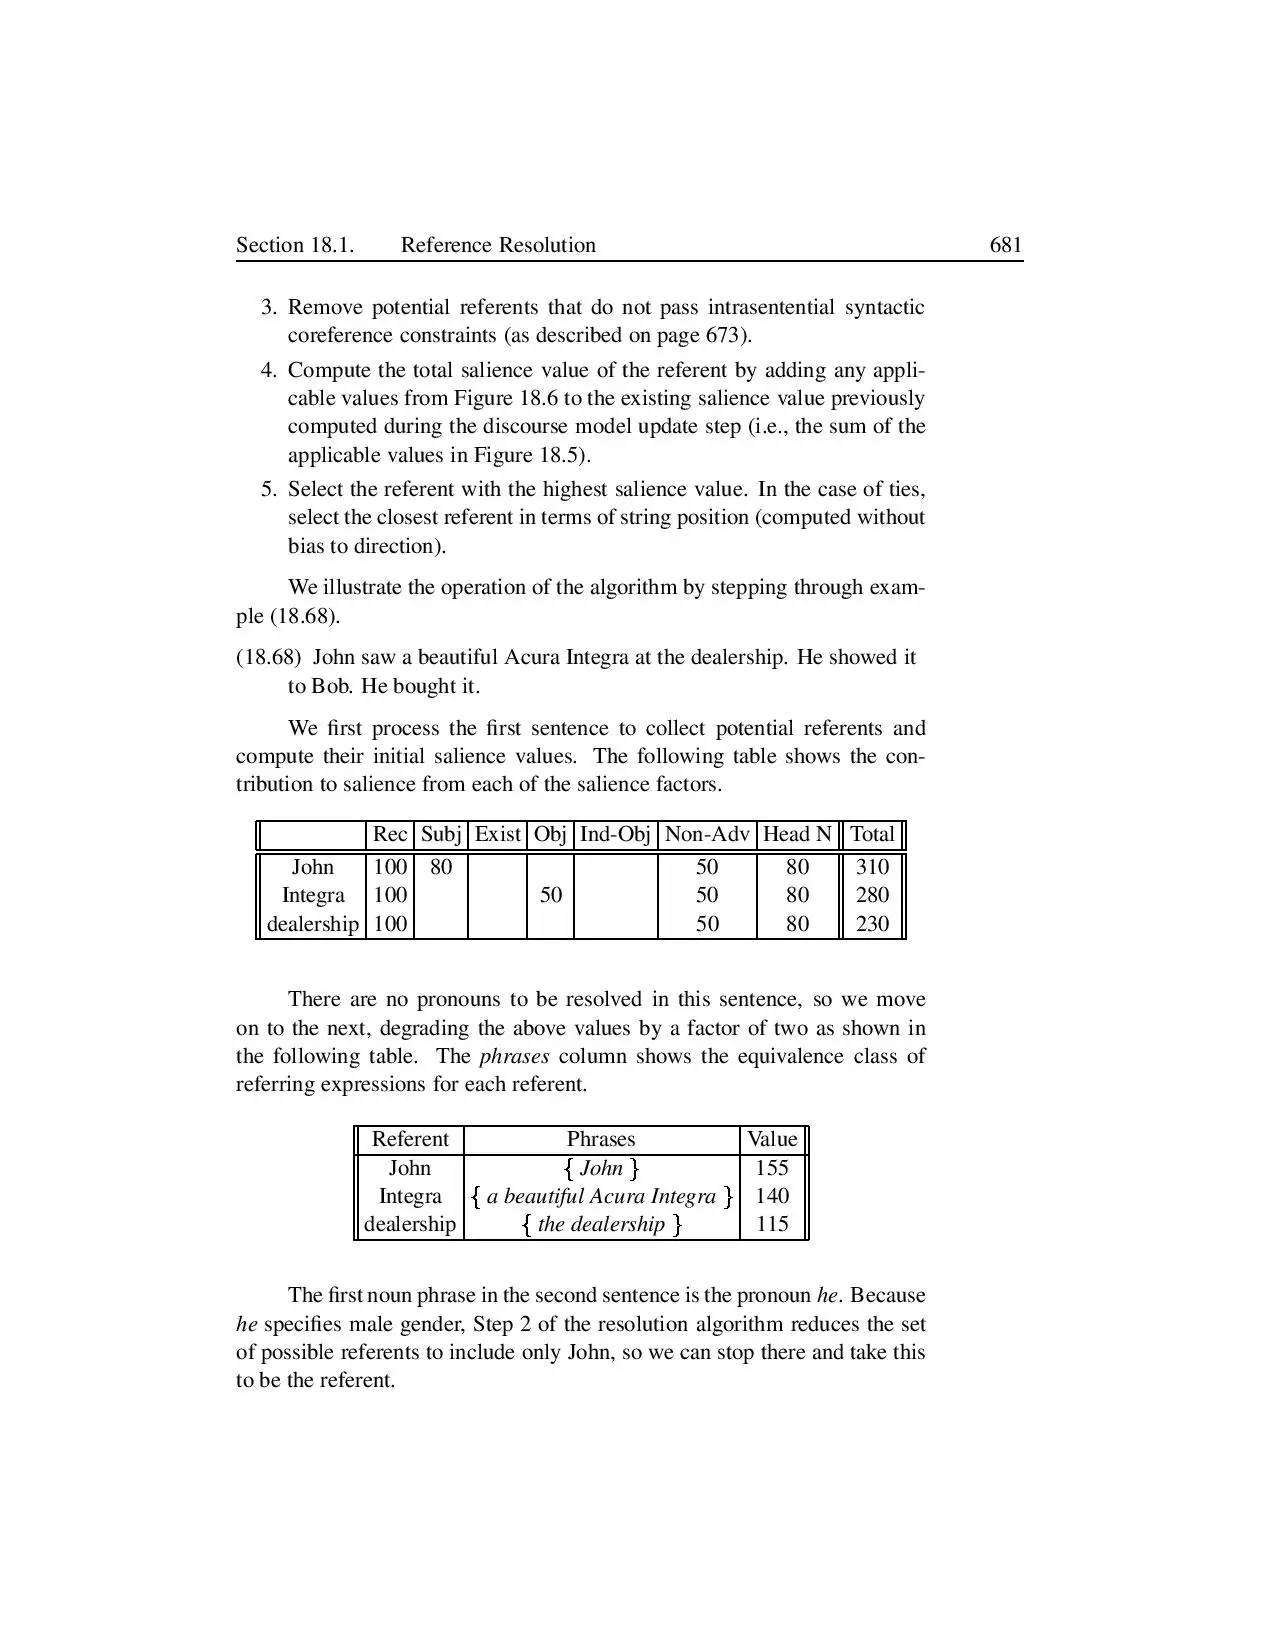 Section 18.1. Reference Resolution 681
3. Remove potential referents that do not pass intrasentential syntactic
coreference constraints (as described on page 673).
4. Compute the total salience value of the referent by adding any appli-
cable values from Figure 18.6 to the existing salience value previously
computed during the discourse model update step (i.e., the sum of the
applicable values in Figure 18.5).
5. Select the referent with the highest salience value. In the case of ties,
select the closest referent in terms of string position (computed without
bias to direction).
We illustrate the operation of the algorithm by stepping through exam-
ple (18.68).
(18.68) John saw a beautiful Acura Integra at the dealership. He showed it
to Bob. He bought it.
We first process the first sentence to collect potential referents and
compute their initial salience values. The following table shows the con-
tribution to salience from each of the salience factors.
Rec Subj Exist Obj Ind-Obj Non-Adv Head N Total
John 100 80 50 80 310
Integra 100 50 50 80 280
dealership 100 50 80 230
There are no pronouns to be resolved in this sentence, so we move
on to the next, degrading the above values by a factor of two as shown in
the following table. The phrases column shows the equivalence class of
referring expressions for each referent.
Referent Phrases Value
John { John } 155
Integra { a beautiful Acura Integra } 140
dealership { the dealership } 115
The first noun phrase in the second sentence is the pronoun he. Because
he specifies male gender, Step 2 of the resolution algorithm reduces the set
of possible referents to include only John, so we can stop there and take this
to be the referent.